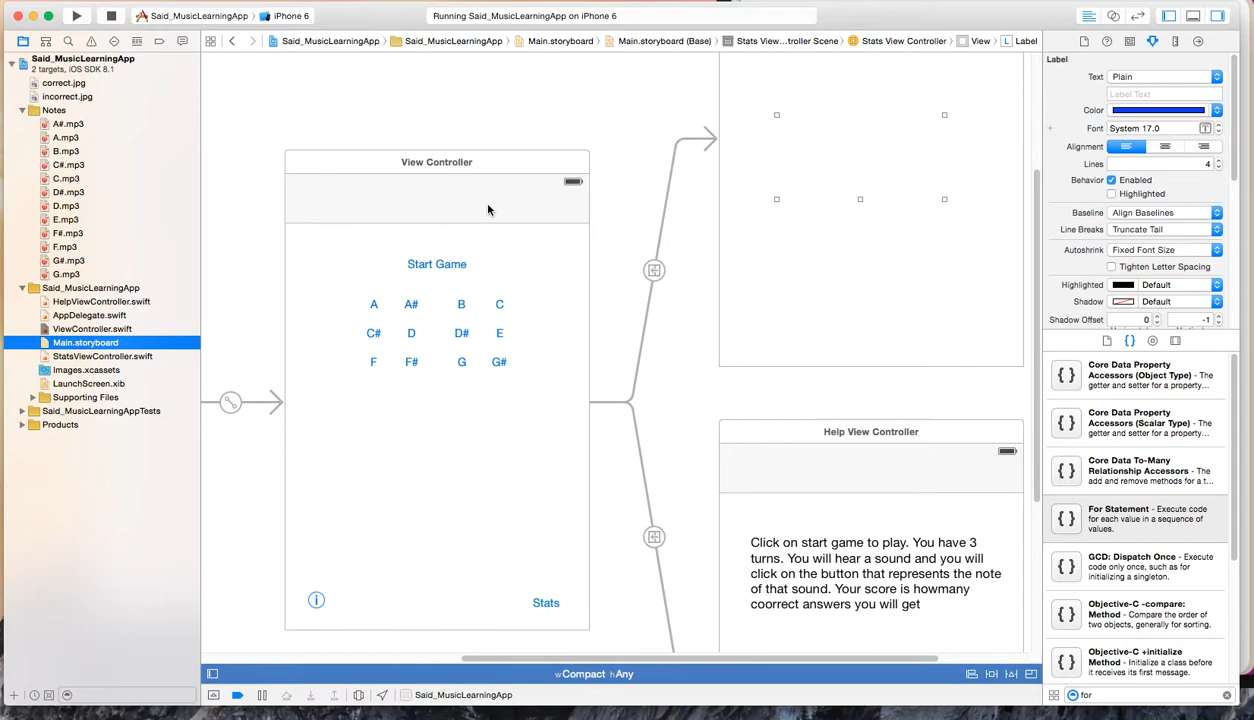 Said_MusicLearningApp
iPhone 6
Running Said_MusicLearningApp on iPhone 6
Said_MusicLearningApp
2 targets, iOS SDK 8.1
correct.jpg
incorrect.jpg
Notes
A#.mp3
A.mp3
B.mp3
C#.mp3
C.mp3
D#.mp3
D.mp3
E.mp3
F#.mp3
F.mp3
G#.mp3
G.mp3
Said_MusicLearningApp
HelpViewController.swift
AppDelegate.swift
ViewController.swift
Main.storyboard
StatsViewController.swift
Images.xcassets
LaunchScreen.xib
Supporting Files
Said_MusicLearningAppTests
Products
Said_MusicLearningApp
Said_MusicLearningApp
Main.storyboard
Main.storyboard (Base)
Stats View...troller Scene
Stats View Controller
View
L Label
View Controller
Start Game
A A# B C
C# D D# E
F F# G G#
Stats
Help View Controller
Click on start game to play. You have 3
turns. You will hear a sound and you will
click on the button that represents the note
of that sound. Your score is howmany
coorrect answers you will get
wCompact hAny
Said_MusicLearningApp
Label
Text Plain
Label Text
Color
Font System 17.0
Alignment
Lines 4
Behavior Enabled
Highlighted
Baseline Align Baselines
Line Breaks Truncate Tail
Autoshrink Fixed Font Size
Tighten Letter Spacing
Highlighted Default
Shadow Default
Shadow Offset 0 -1
Core Data Property
Accessors (Object Type) - The
getter and setter for a property...
Core Data Property
Accessors (Scalar Type) - The
getter and setter for a property...
Core Data To-Many
Relationship Accessors - The
add and remove methods for a t...
For Statement - Execute code
for each value in a sequence of
values.
GCD: Dispatch Once - Execute
code only once, such as for
initializing a singleton.
Objective-C -compare:
Method - Compare the order of
two objects, generally for sorting.
Objective-C +initialize
Method - Initialize a class before
it receives its first message.
for